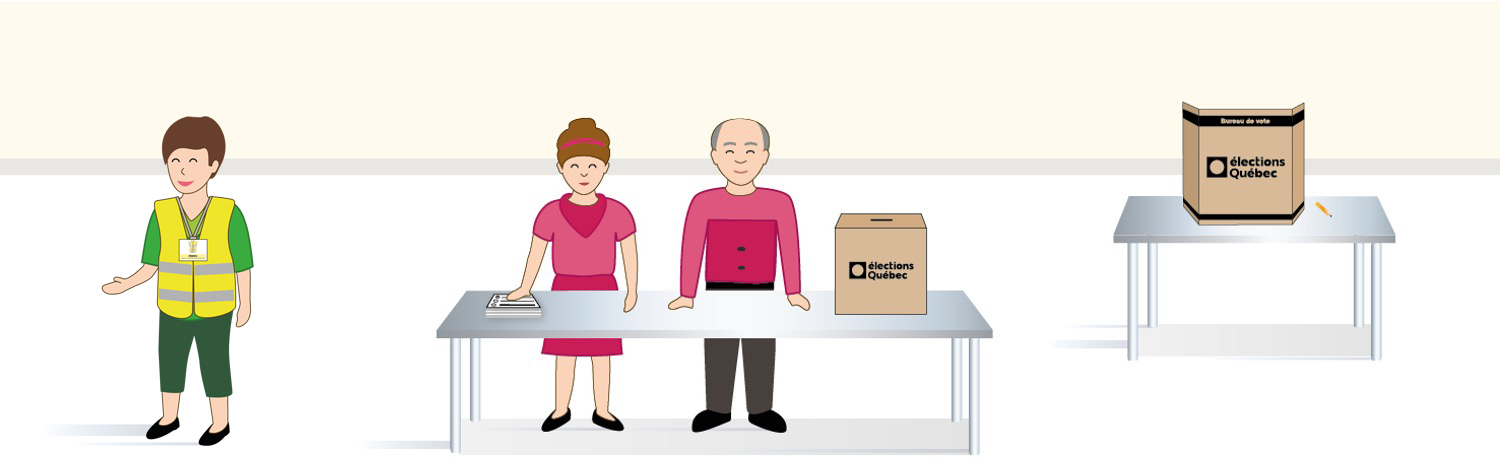 élections
Québec
Bureau de vote
élections
Québec